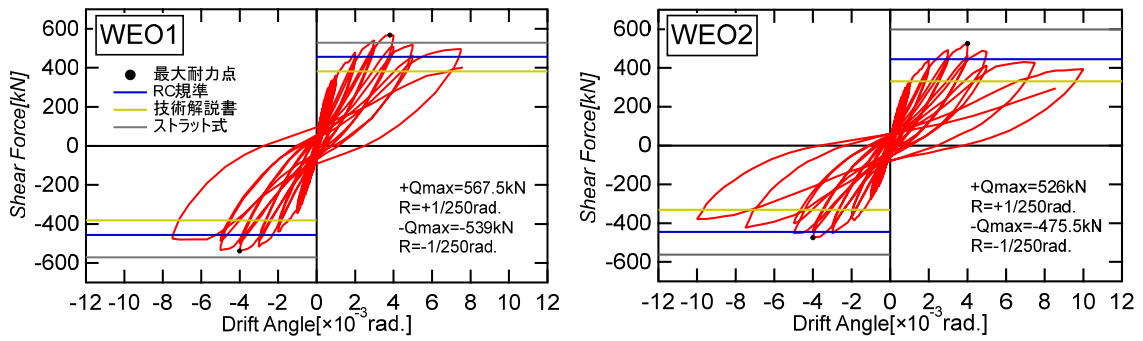 WEO1
最大耐力点
RC規準
技術解説書
ストラット式
600
400
200
0
-200
-400
-600
Shear Force[kN]
+Qmax=567.5kN
R=+1/250rad.
-Qmax=-539kN
R=-1/250rad.
-12 -10 -8 -6 -4 -2 0 2 4 6 8 10 12
Drift Angle[×10⁻³rad.]
WEO2
600
400
200
0
-200
-400
-600
Shear Force[kN]
+Qmax=526kN
R=+1/250rad.
-Qmax=-475.5kN
R=-1/250rad.
-12 -10 -8 -6 -4 -2 0 2 4 6 8 10 12
Drift Angle[×10⁻³rad.]